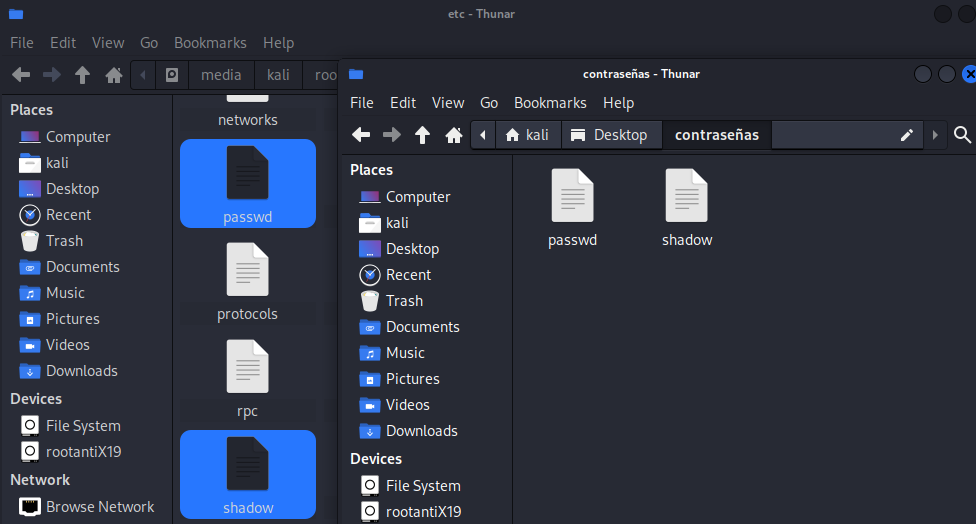 etc - Thunar
File Edit View Go Bookmarks Help
media kali roo
Places
Computer
kali
Desktop
Recent
Trash
Documents
Music
Pictures
Videos
Downloads
Devices
File System
rootantiX19
Network
Browse Network
networks
passwd
protocols
rpc
shadow
contraseñas - Thunar
File Edit View Go Bookmarks Help
kali Desktop contraseñas
Places
Computer
kali
Desktop
Recent
Trash
Documents
Music
Pictures
Videos
Downloads
Devices
File System
rootantiX19
passwd shadow